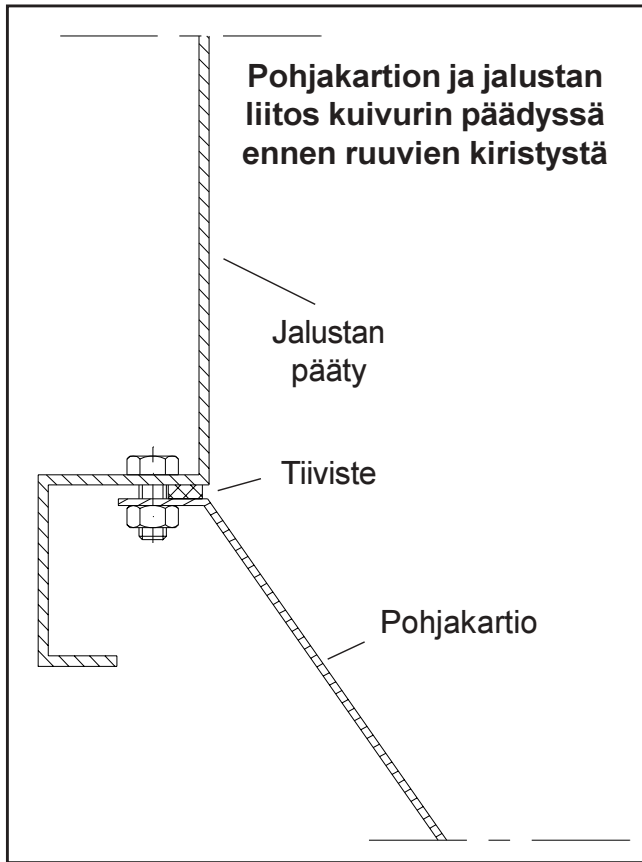 Pohjakartion ja jalustan
liitos kuivurin päädyssä
ennen ruuvien kiristystä
Jalustan
pääty
Tiiviste
Pohjakartio